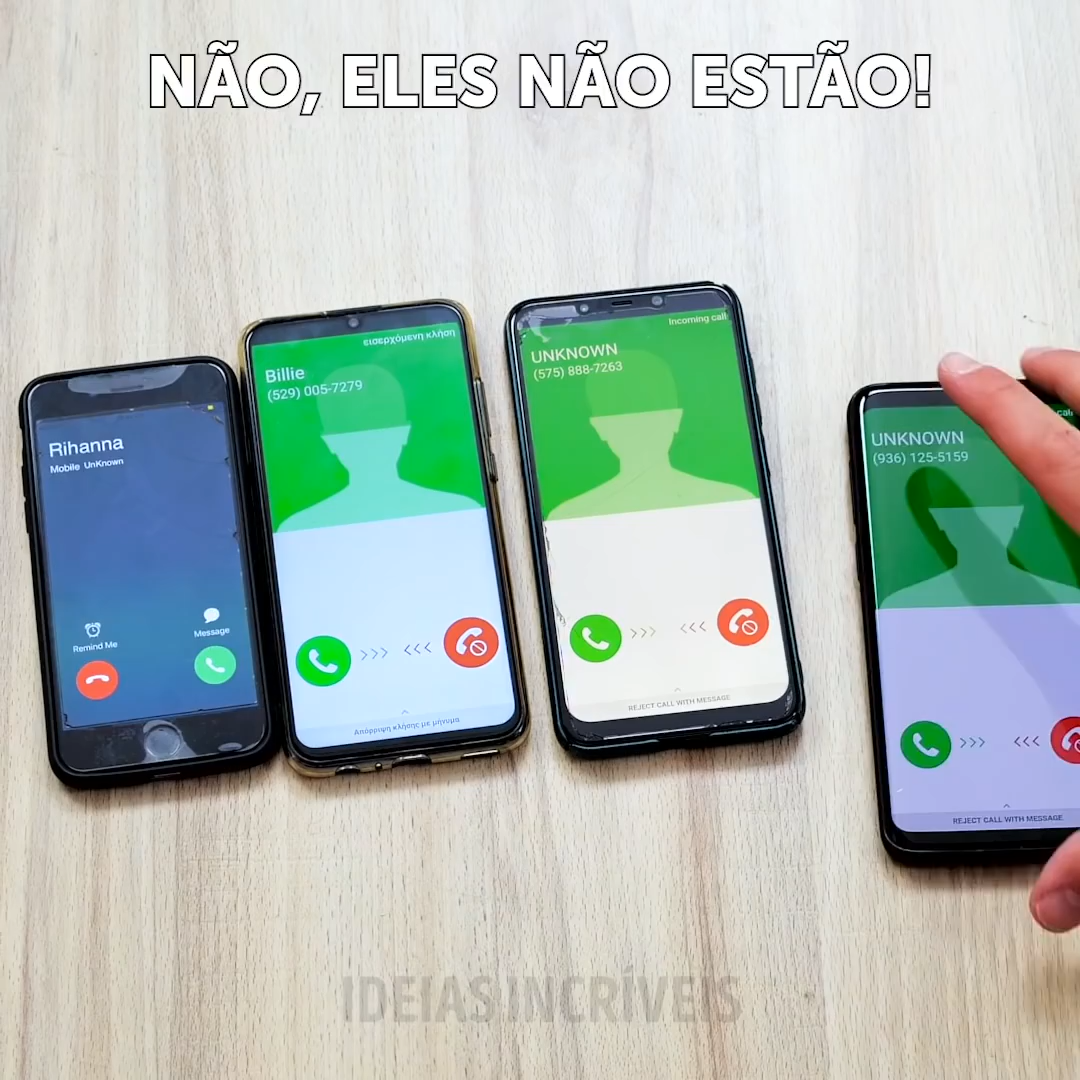 NÃO, ELES NÃO ESTÃO!
Rihanna
Mobile UnKnown
Remind Me
Message
εισερχόμενη κλήση
Billie
(529) 005-7279
Απόρριψη κλήσης με μήνυμα
Incoming call
UNKNOWN
(575) 888-7263
REJECT CALL WITH MESSAGE
UNKNOWN
(936) 125-5159
REJECT CALL WITH MESSAGE
IDEIAS INCRÍVEIS